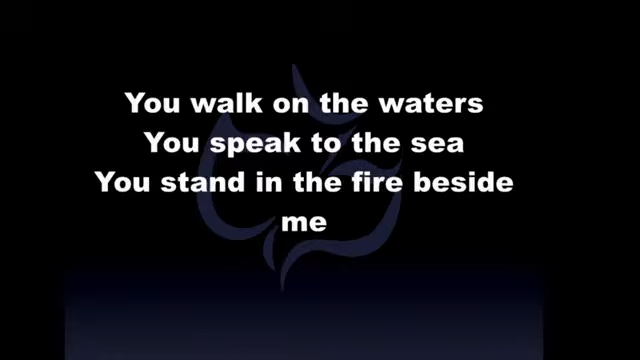 You walk on the waters
You speak to the sea
You stand in the fire beside
me